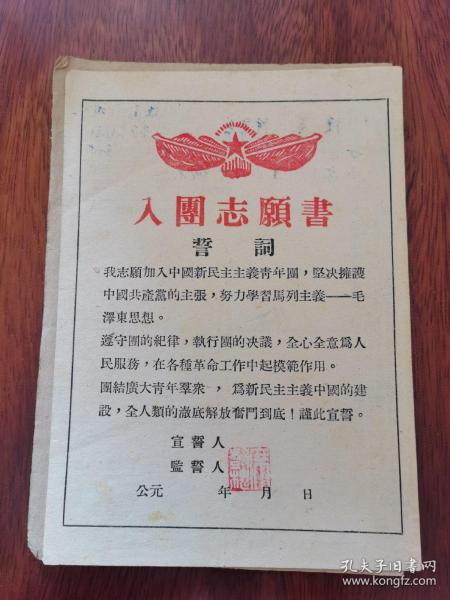 入團志願書
誓詞
我志願加入中國新民主主義青年團，堅决擁護
中國共產黨的主張，努力學習馬列主義——毛
澤東思想。
遵守團的紀律，執行團的决議，全心全意爲人
民服務，在各種革命工作中起模範作用。
團結廣大青年羣衆，爲新民主主義中國的建
設，全人類的澈底解放奮鬥到底！謹此宣誓。
宣誓人
監誓人
公元 年 月 日
孔夫子旧书网
www.kongfz.com